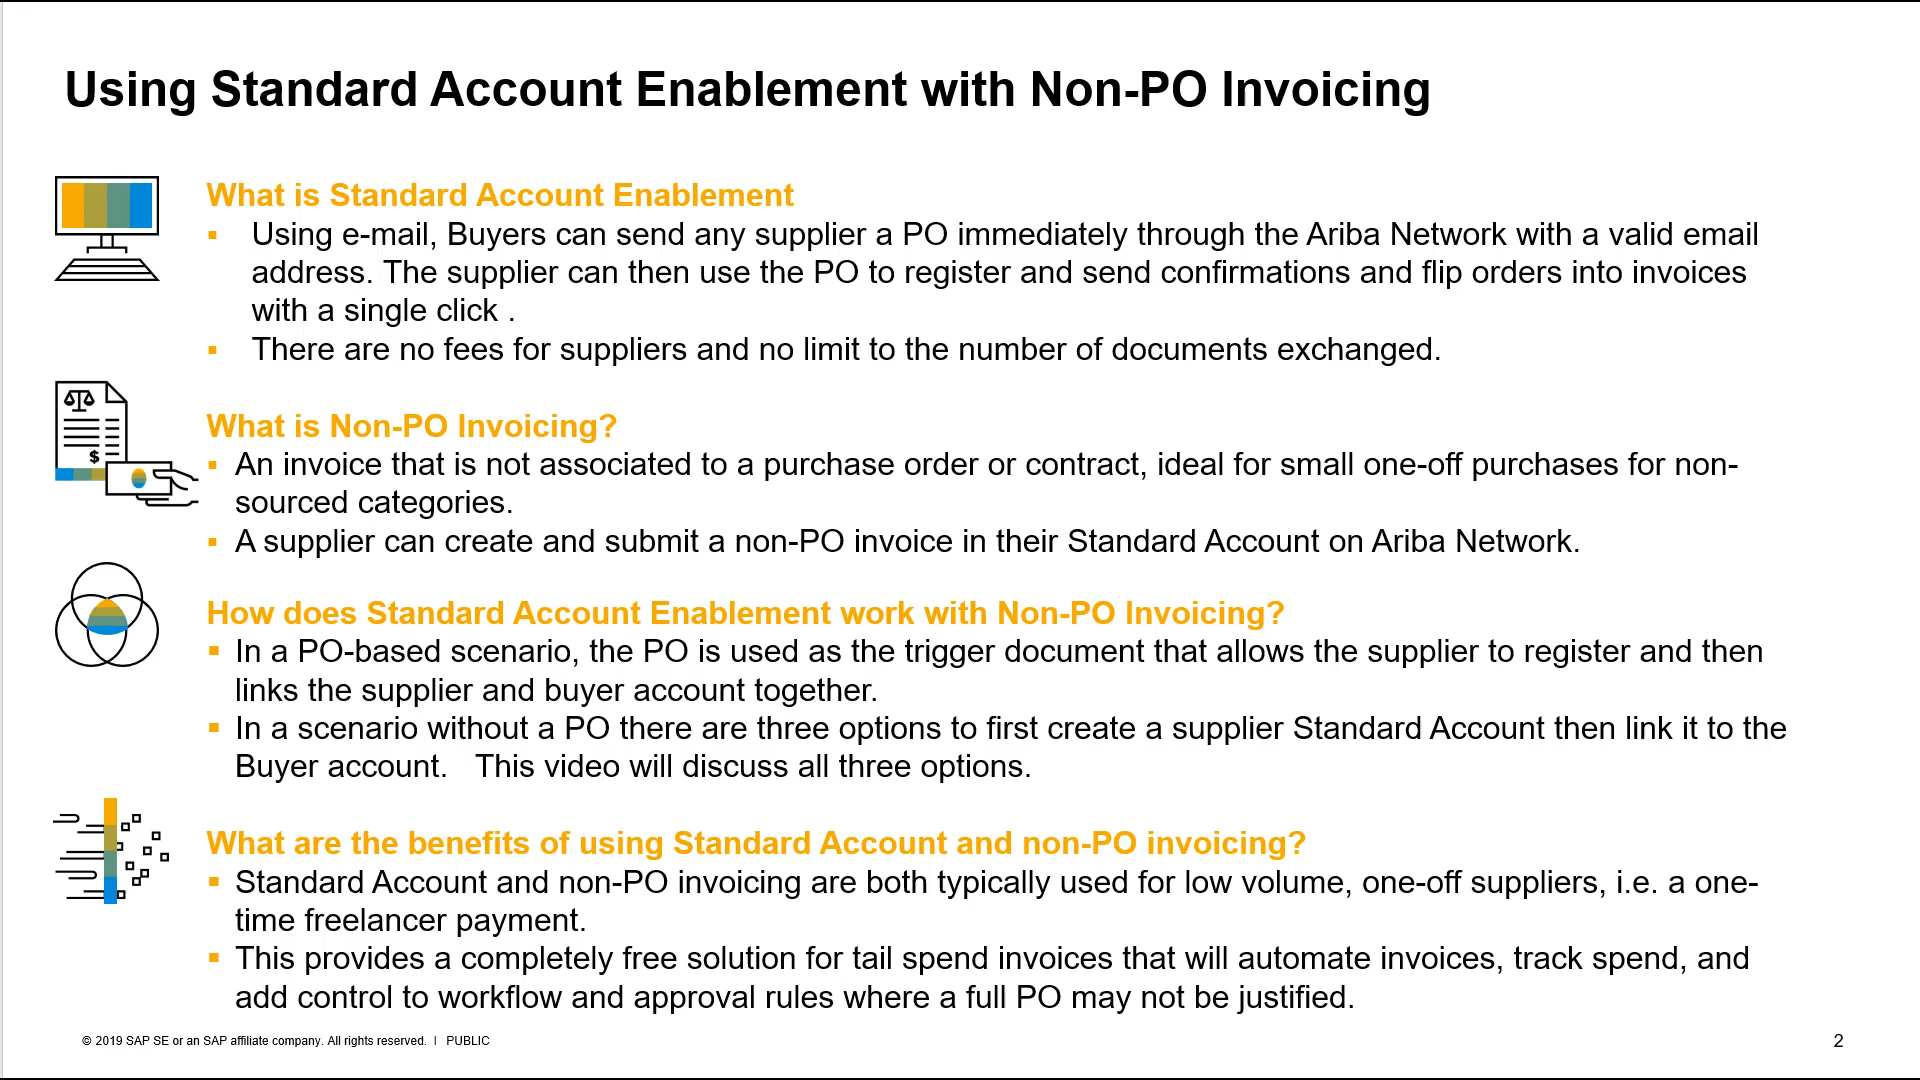 Using Standard Account Enablement with Non-PO Invoicing
What is Standard Account Enablement
▪ Using e-mail, Buyers can send any supplier a PO immediately through the Ariba Network with a valid email
address. The supplier can then use the PO to register and send confirmations and flip orders into invoices
with a single click .
▪ There are no fees for suppliers and no limit to the number of documents exchanged.
$
What is Non-PO Invoicing?
▪ An invoice that is not associated to a purchase order or contract, ideal for small one-off purchases for non-
sourced categories.
▪ A supplier can create and submit a non-PO invoice in their Standard Account on Ariba Network.
How does Standard Account Enablement work with Non-PO Invoicing?
▪ In a PO-based scenario, the PO is used as the trigger document that allows the supplier to register and then
links the supplier and buyer account together.
▪ In a scenario without a PO there are three options to first create a supplier Standard Account then link it to the
Buyer account.   This video will discuss all three options.
What are the benefits of using Standard Account and non-PO invoicing?
▪ Standard Account and non-PO invoicing are both typically used for low volume, one-off suppliers, i.e. a one-
time freelancer payment.
▪ This provides a completely free solution for tail spend invoices that will automate invoices, track spend, and
add control to workflow and approval rules where a full PO may not be justified.
© 2019 SAP SE or an SAP affiliate company. All rights reserved. | PUBLIC
2